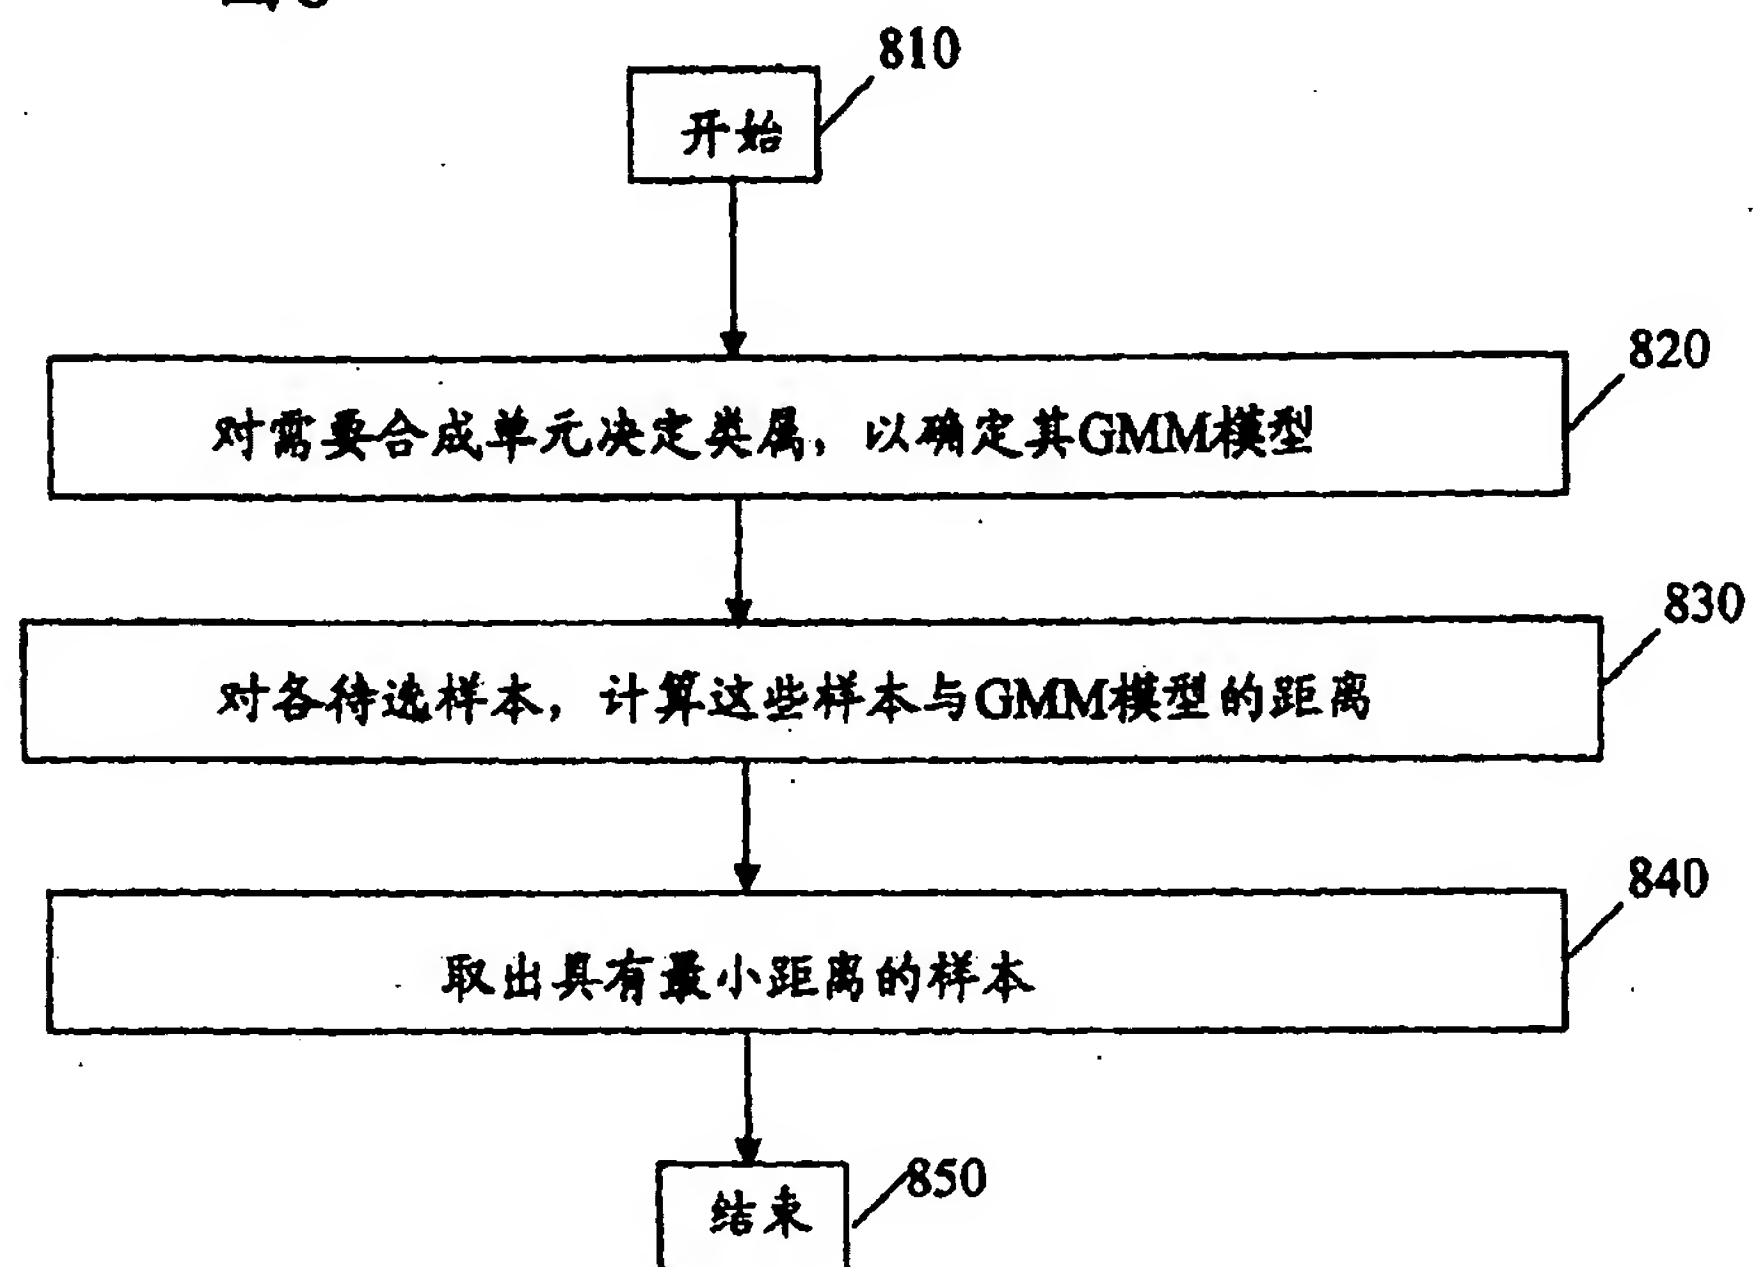 810
开始
820
对需要合成单元决定类属，以确定其GMM模型
830
对各待选样本，计算这些样本与GMM模型的距离
840
取出具有最小距离的样本
850
结束